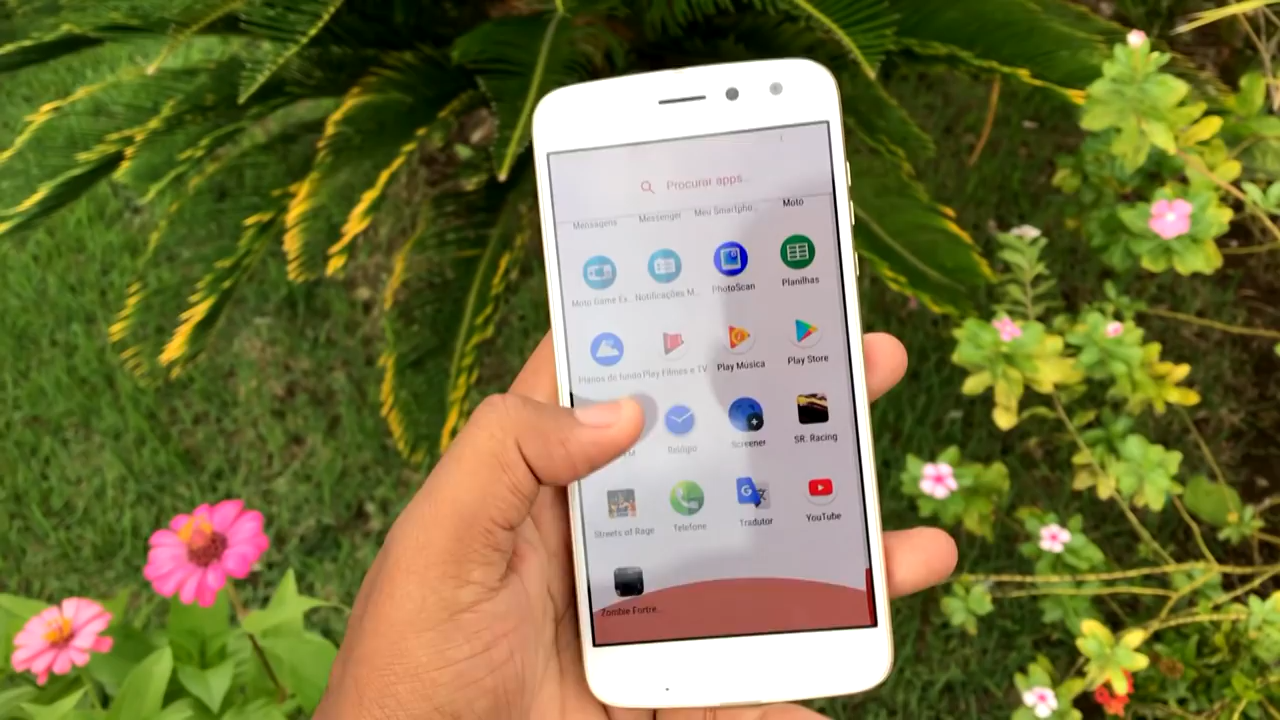 Procurar apps...
Mensagens Messenger Meu Smartpho... Moto
Moto Game Ex... Notificações M... PhotoScan Planilhas
Planos de fundo Play Filmes e TV Play Música Play Store
Relógio Screener SR: Racing
Streets of Rage Telefone Tradutor YouTube
Zombie Fortre...